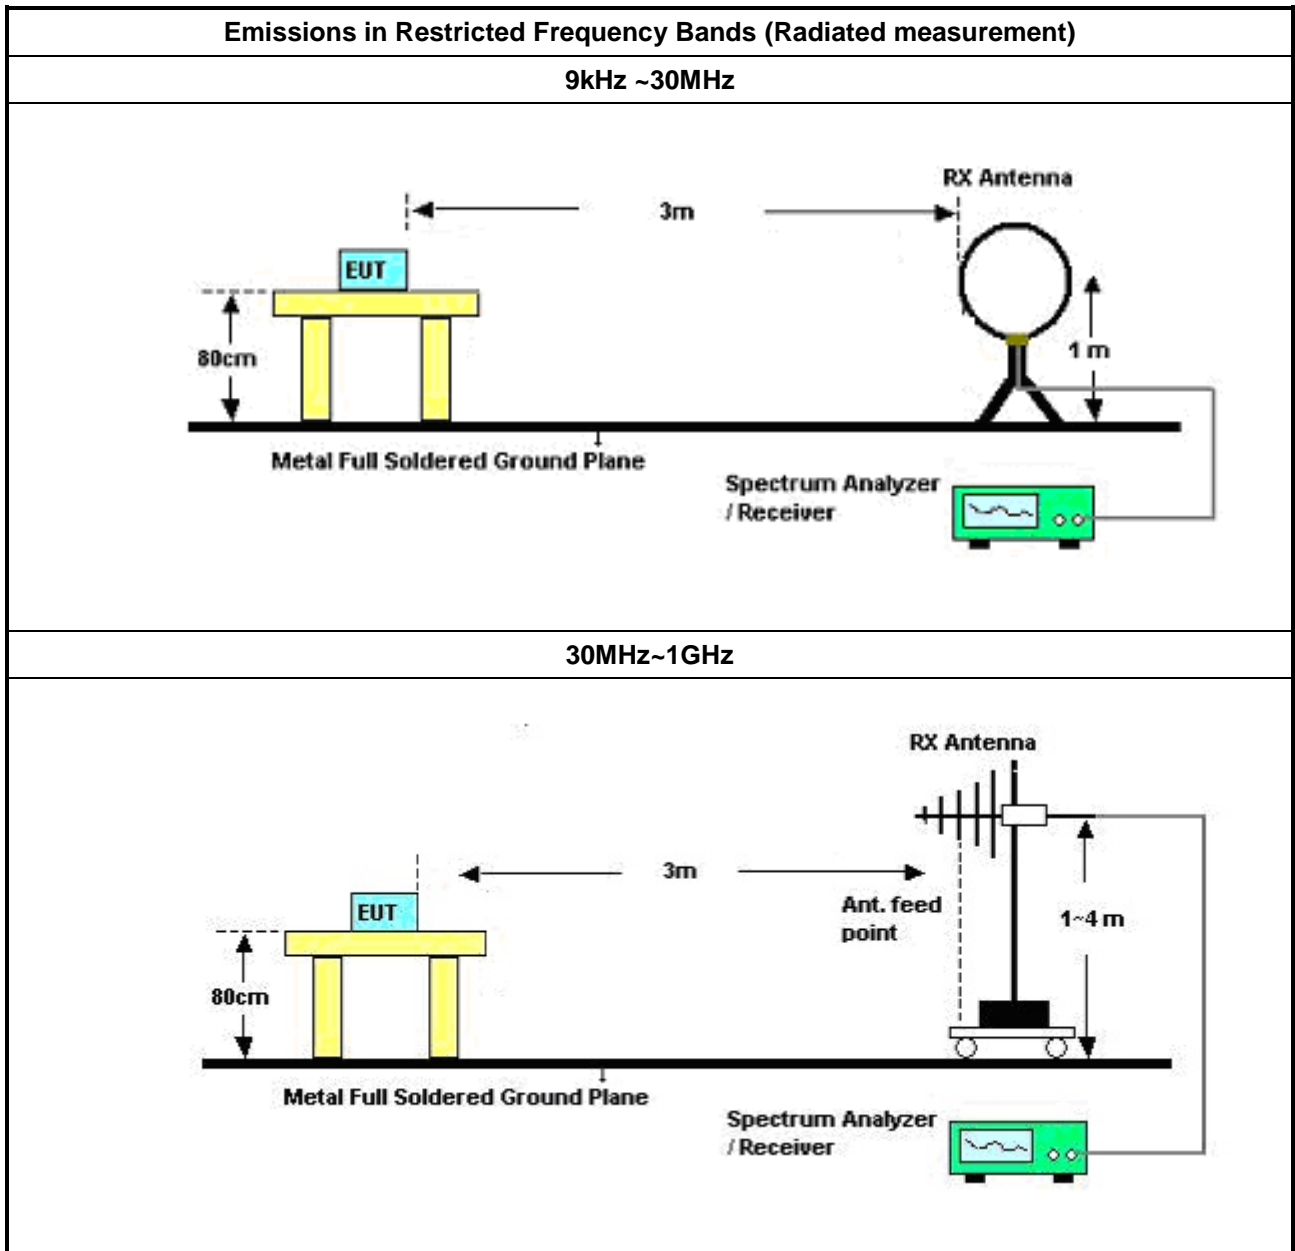 Emissions in Restricted Frequency Bands (Radiated measurement)
9kHz ~30MHz
RX Antenna
3m
EUT
80cm
1 m
Metal Full Soldered Ground Plane
Spectrum Analyzer
/ Receiver
30MHz~1GHz
RX Antenna
3m
EUT
Ant. feed
point
1~4 m
80cm
Metal Full Soldered Ground Plane
Spectrum Analyzer
/ Receiver